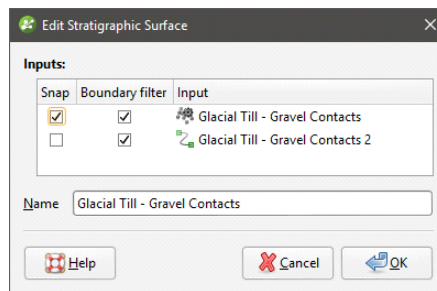 Edit Stratigraphic Surface
Inputs:
Snap Boundary filter Input
Glacial Till - Gravel Contacts
Glacial Till - Gravel Contacts 2
Name Glacial Till - Gravel Contacts
Help Cancel OK